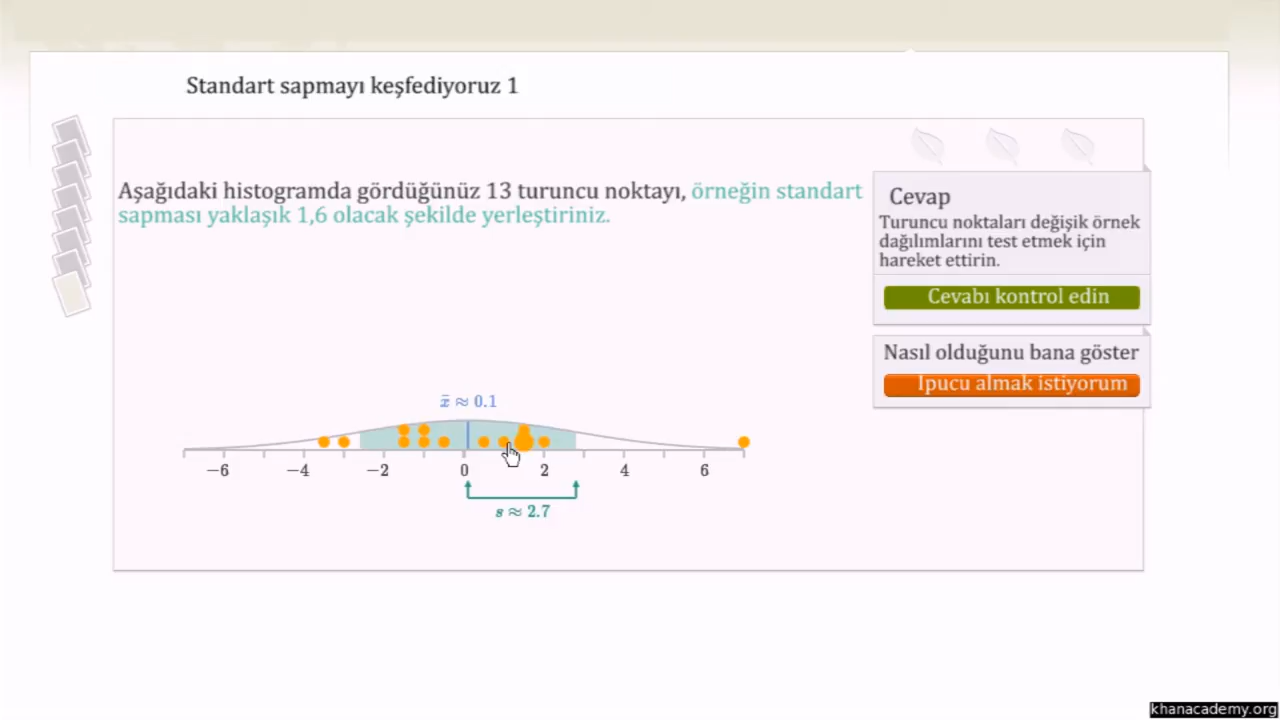 Standart sapmayı keşfediyoruz 1
Aşağıdaki histogramda gördüğünüz 13 turuncu noktayı, örneğin standart
sapması yaklaşık 1,6 olacak şekilde yerleştiriniz.
Cevap
Turuncu noktaları değişik örnek
dağılımlarını test etmek için
hareket ettirin.
Cevabı kontrol edin
Nasıl olduğunu bana göster
Ipucu almak istiyorum
x̄ ≈ 0.1
−6 −4 −2 0 2 4 6
s ≈ 2.7
khanacademy.org